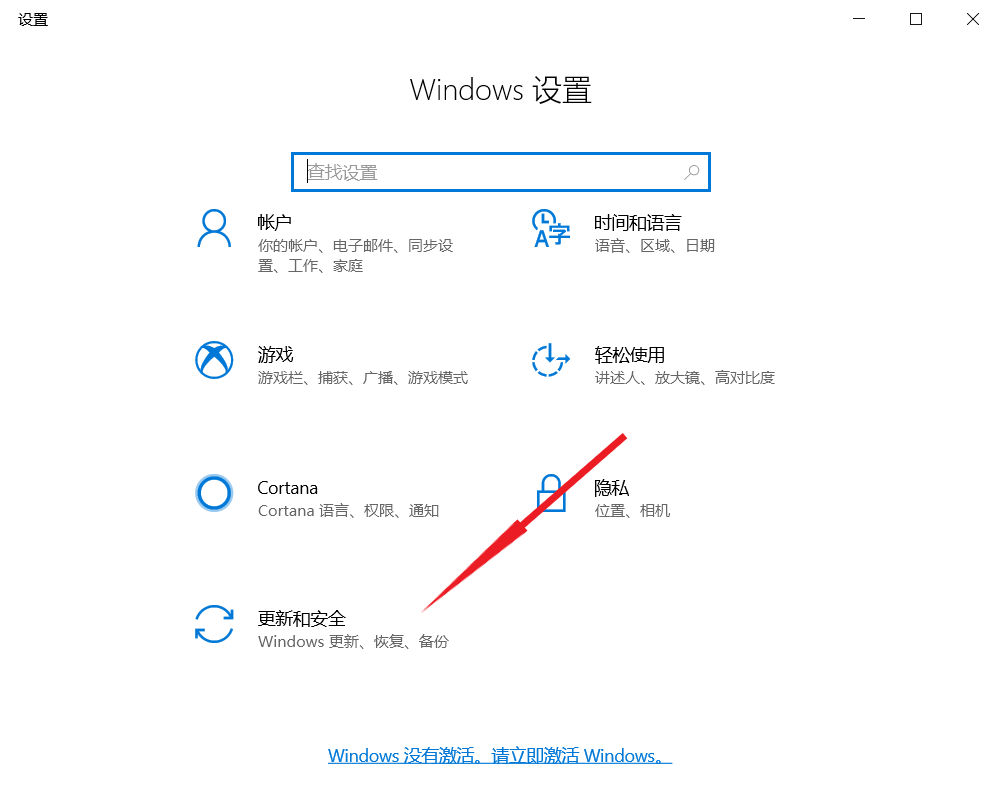 设置
Windows 设置
查找设置
帐户
你的帐户、电子邮件、同步设
置、工作、家庭
时间和语言
语音、区域、日期
游戏
游戏栏、捕获、广播、游戏模式
轻松使用
讲述人、放大镜、高对比度
Cortana
Cortana 语言、权限、通知
隐私
位置、相机
更新和安全
Windows 更新、恢复、备份
Windows 没有激活。请立即激活 Windows。